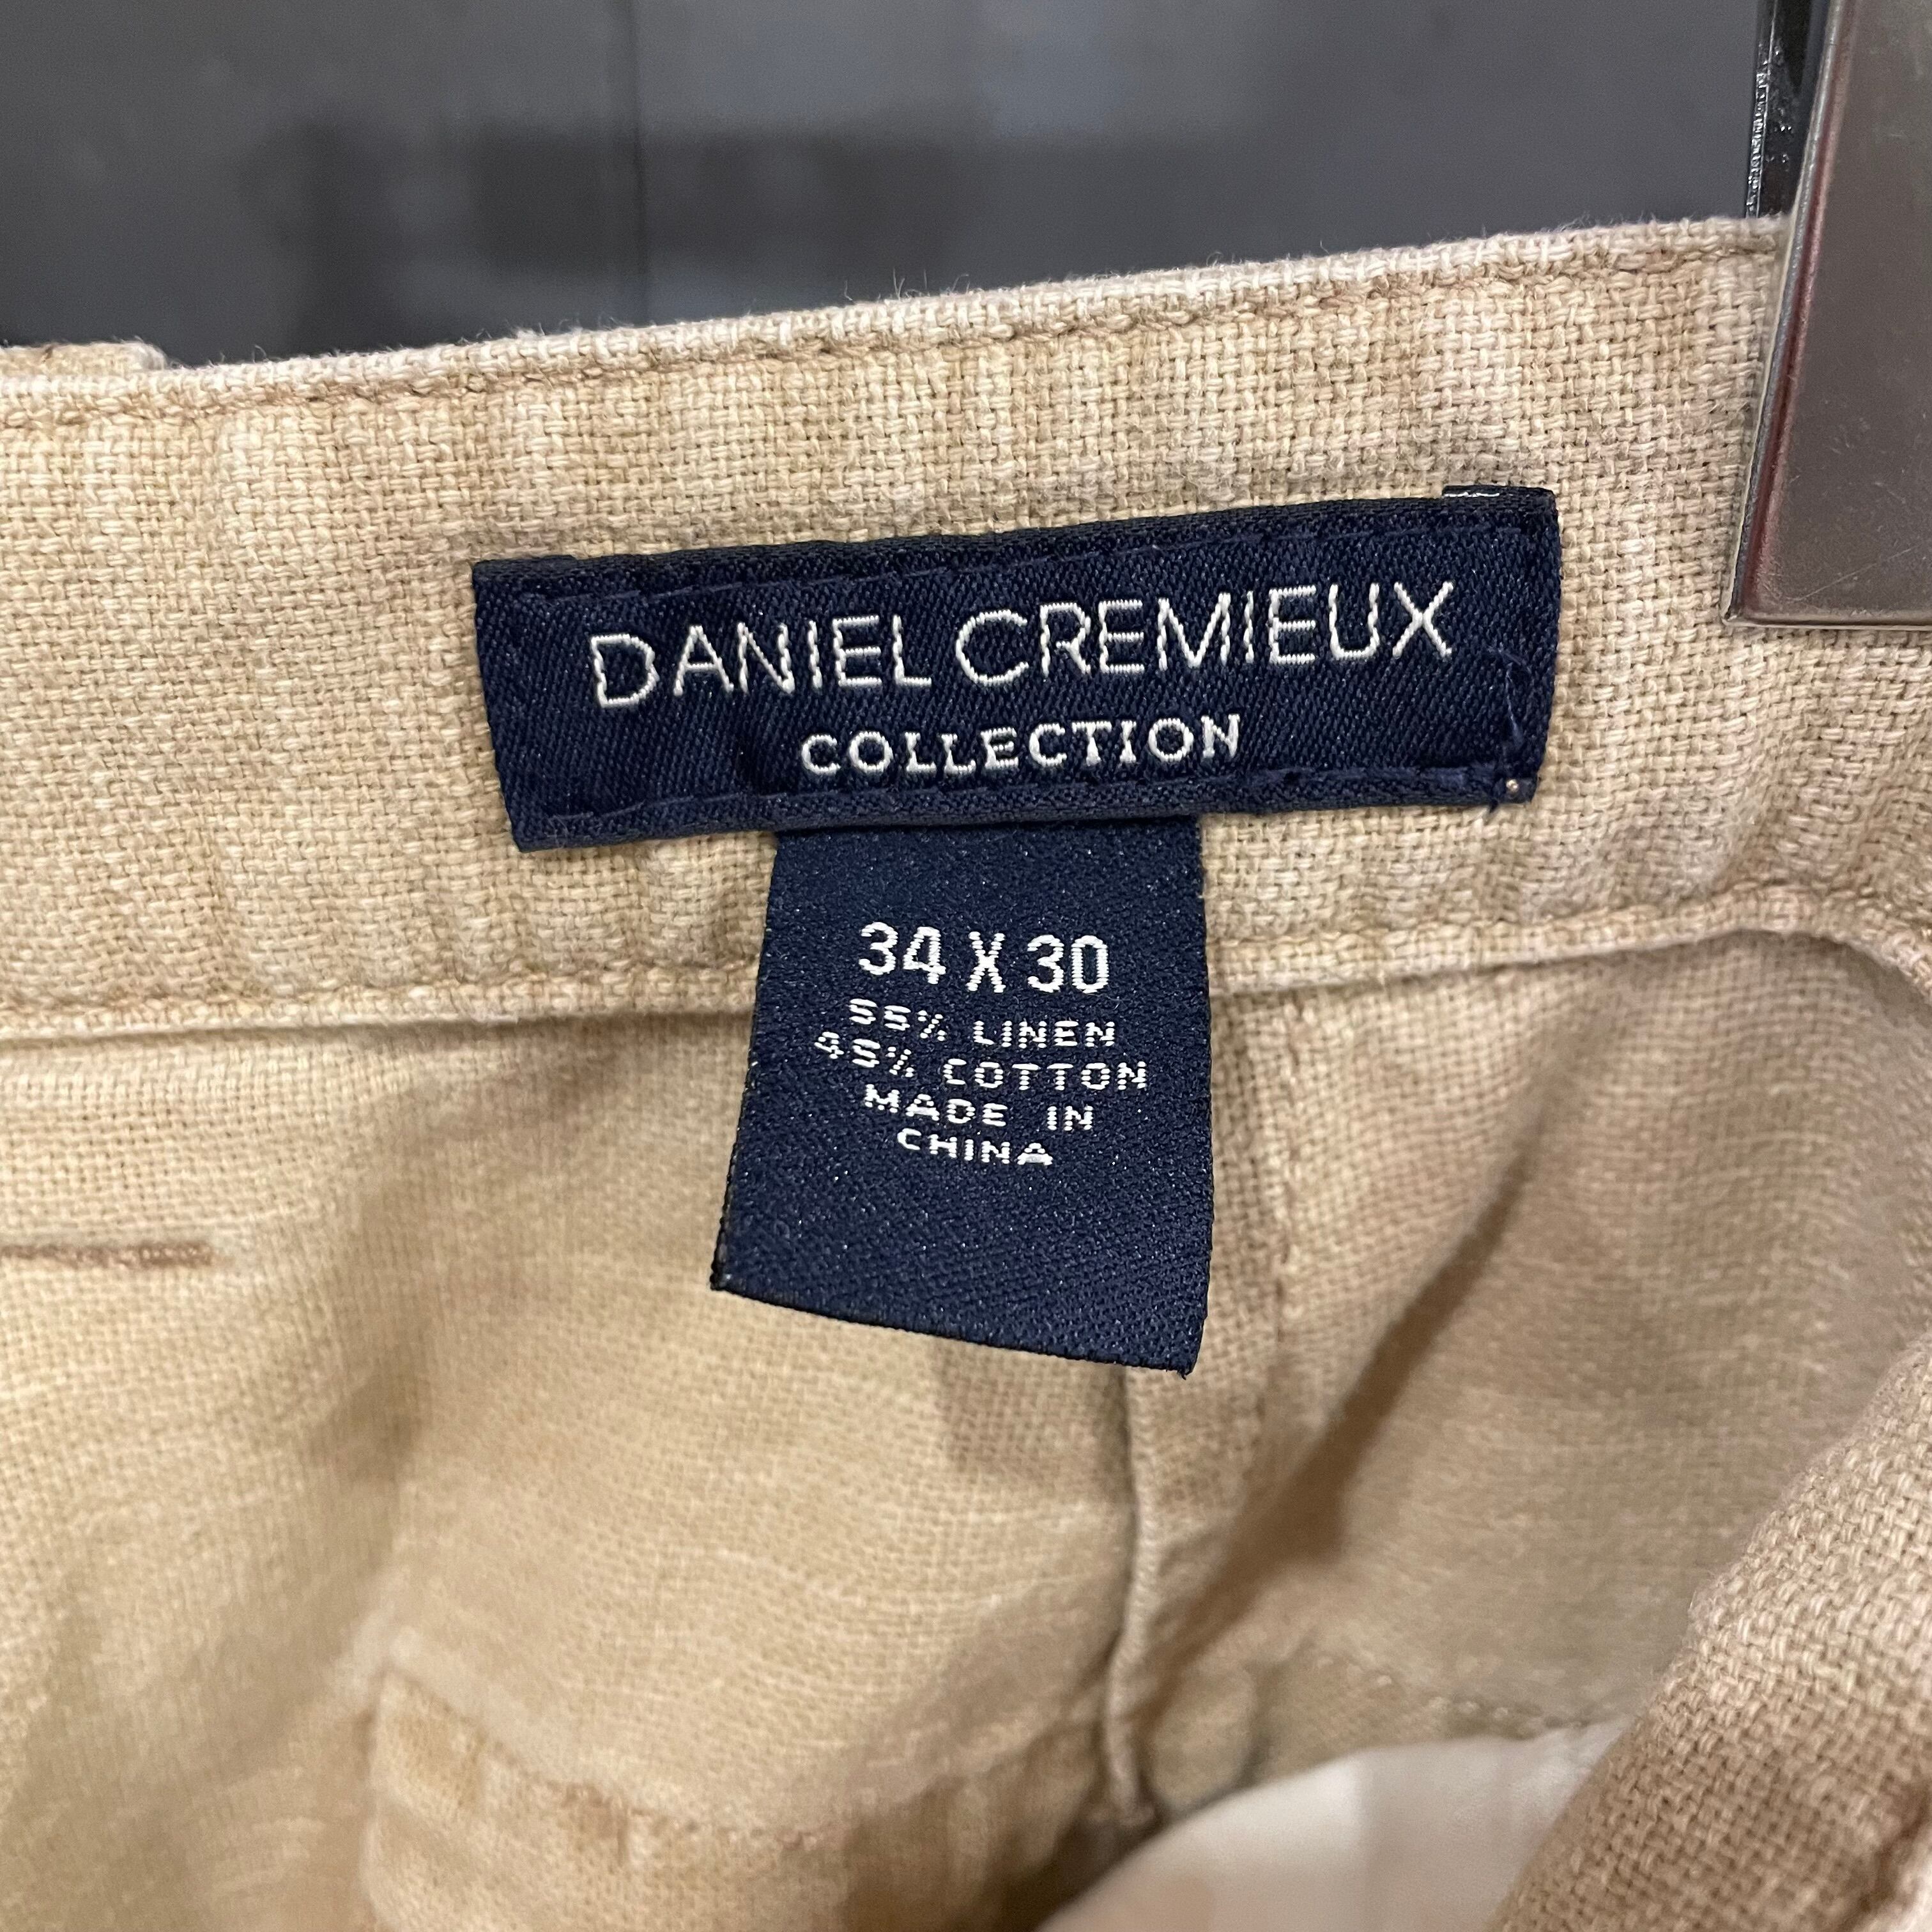 DANIEL CREMIEUX
COLLECTION
34 X 30
55% LINEN
45% COTTON
MADE IN
CHINA